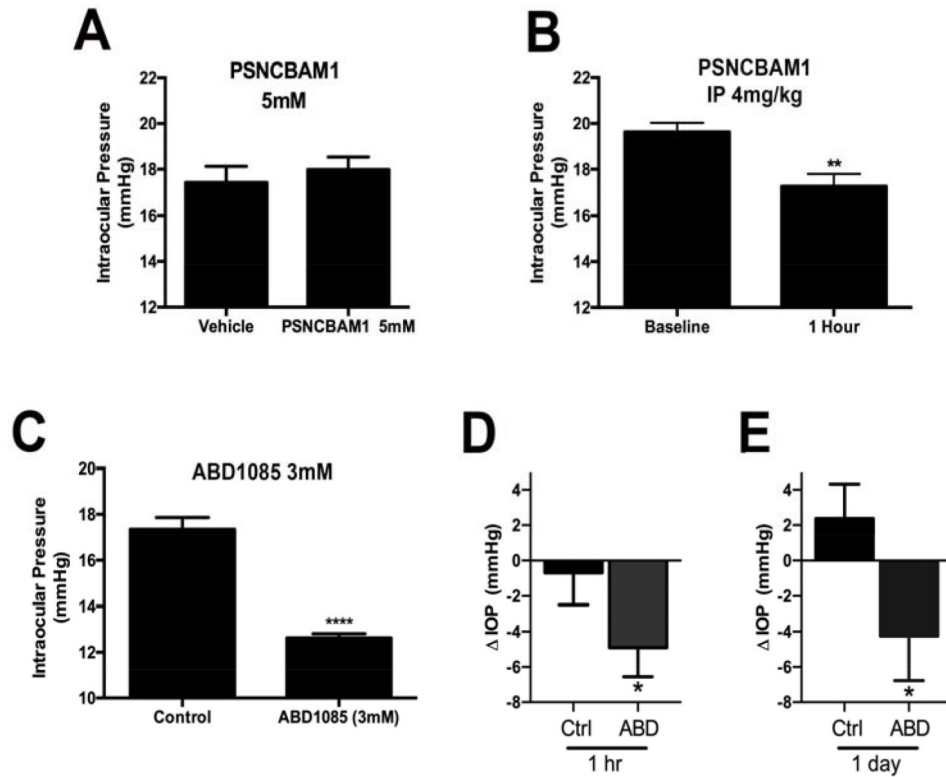 A
PSNCBAM1
5mM
Intraocular Pressure
(mmHg)
22
20
18
16
14
12
Vehicle
PSNCBAM1 5mM
B
PSNCBAM1
IP 4mg/kg
Intraocular Pressure
(mmHg)
22
20
18
16
14
12
**
Baseline
1 Hour
C
ABD1085 3mM
Intraocular Pressure
(mmHg)
20
18
16
14
12
10
****
Control
ABD1085 (3mM)
D
Δ IOP (mmHg)
4
2
0
-2
-4
-6
-8
*
Ctrl
ABD
1 hr
E
Δ IOP (mmHg)
4
2
0
-2
-4
-6
-8
*
Ctrl
ABD
1 day